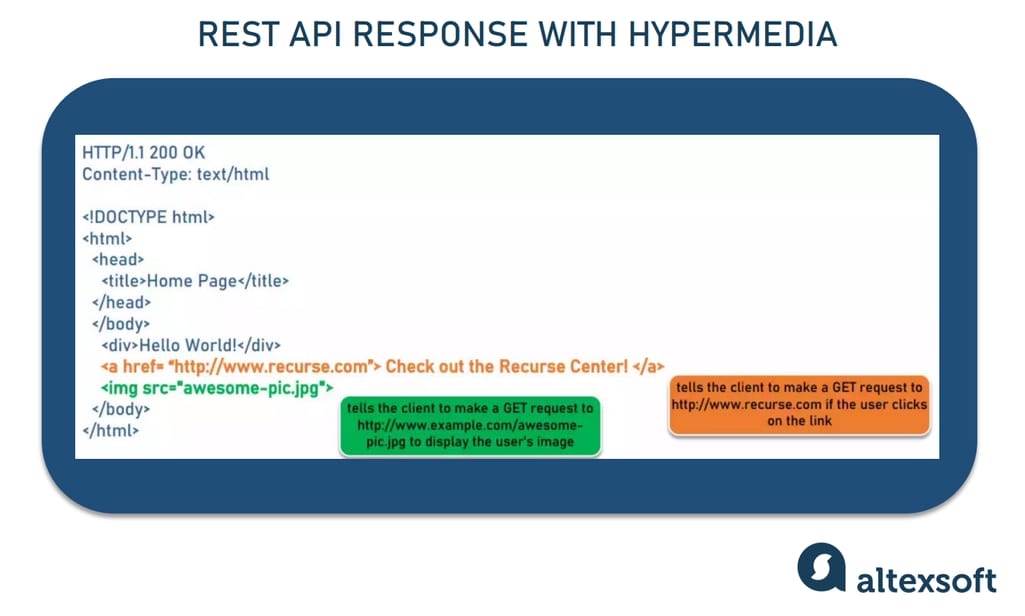 REST API RESPONSE WITH HYPERMEDIA
HTTP/1.1 200 OK
Content-Type: text/html
<!DOCTYPE html>
<html>
<head>
<title>Home Page</title>
</head>
</body>
<div>Hello World!</div>
<a href= “http://www.recurse.com”> Check out the Recurse Center! </a>
<img src="awesome-pic.jpg">
</body>
</html>
tells the client to make a GET request to
http://www.example.com/awesome-
pic.jpg to display the user's image
tells the client to make a GET request to
http://www.recurse.com if the user clicks
on the link
altexsoft